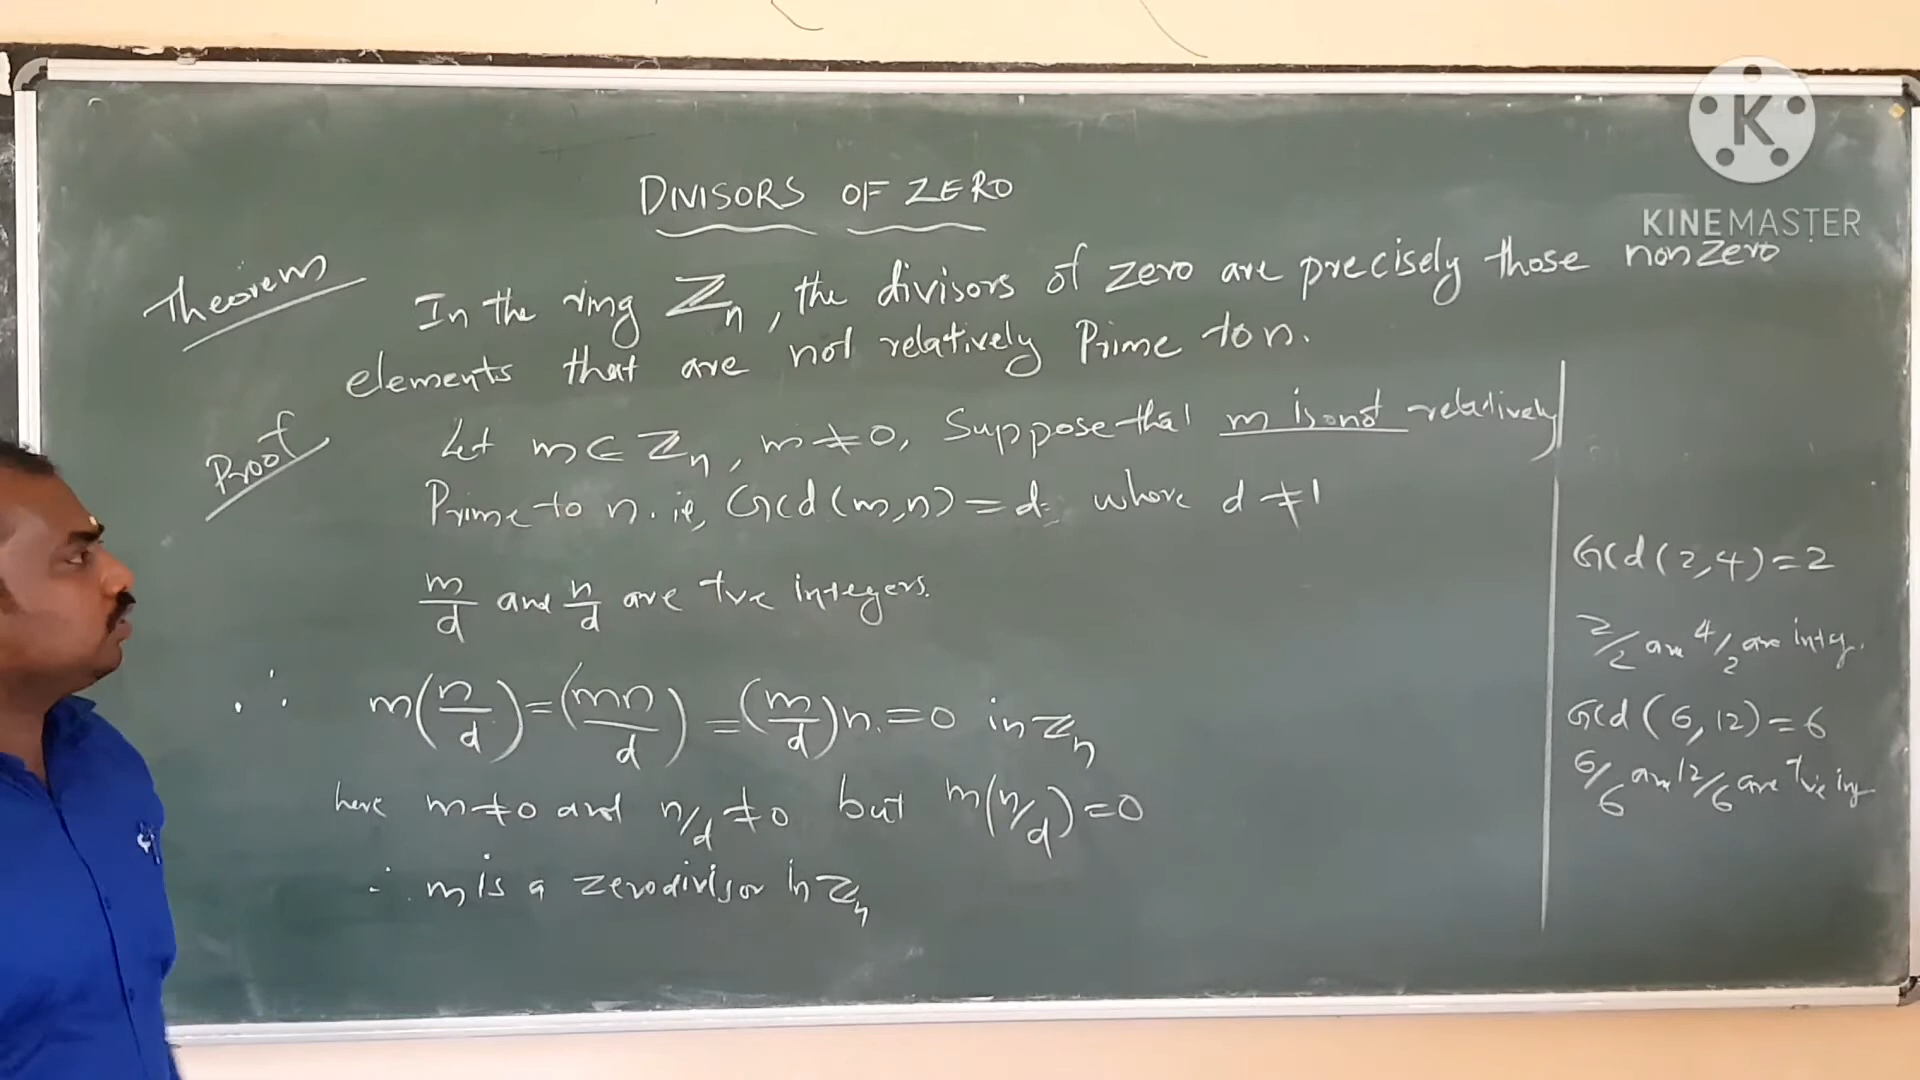 KINEMASTER
DIVISORS OF ZERO
Theorem
In the ring ℤn, the divisors of zero are precisely those nonzero
elements that are not relatively Prime to n.
Proof
Let m ∈ ℤn, m ≠ 0, Suppose that m is not relatively
Prime to n. ie, Gcd(m,n) = d where d ≠ 1
m/d and n/d are +ve integers.
∴ m(n/d) = (mn/d) = (m/d)n = 0 in ℤn
here m ≠ 0 and n/d ≠ 0 but m(n/d) = 0
∴ m is a zero divisor in ℤn
Gcd(2,4) = 2
2/2 an 4/2 are integ.
Gcd(6,12) = 6
6/6 an 12/6 are +ve ing